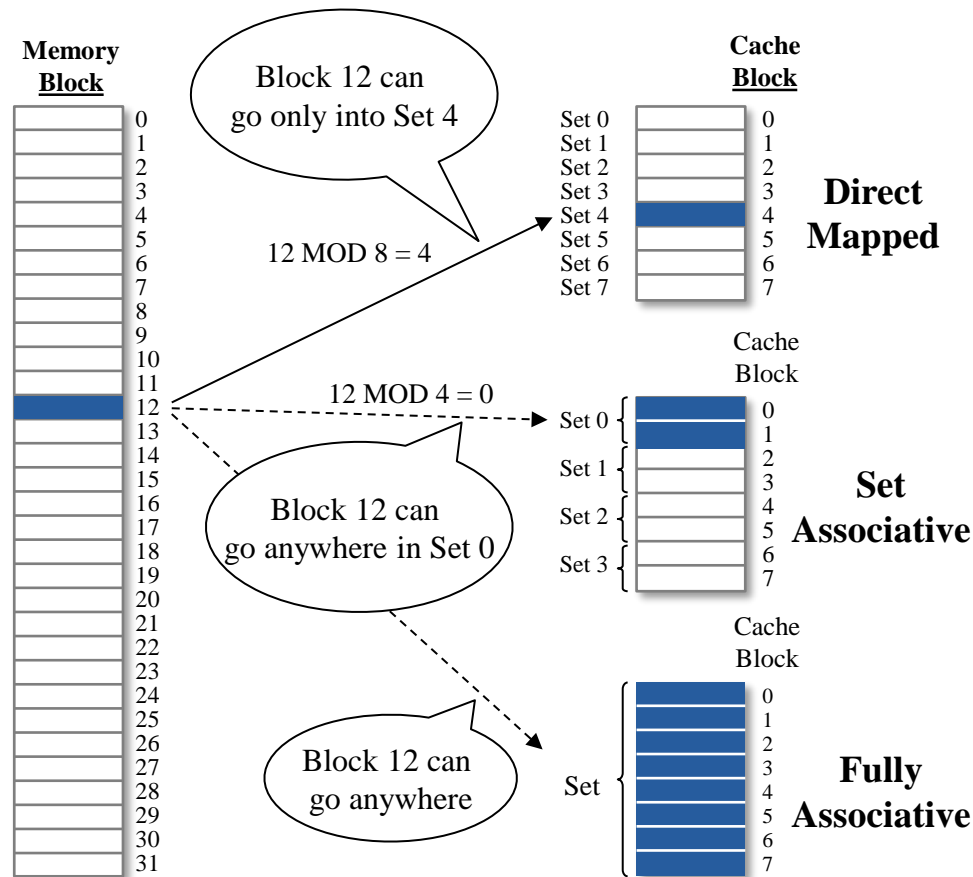 Memory
Block
0
1
2
3
4
5
6
7
8
9
10
11
12
13
14
15
16
17
18
19
20
21
22
23
24
25
26
27
28
29
30
31
Block 12 can
go only into Set 4
12 MOD 8 = 4
Cache
Block
Set 0 0
Set 1 1
Set 2 2
Set 3 3
Set 4 4
Set 5 5
Set 6 6
Set 7 7
Direct
Mapped
12 MOD 4 = 0
Block 12 can
go anywhere in Set 0
Cache
Block
Set 0
0
1
Set 1
2
3
Set 2
4
5
Set 3
6
7
Set
Associative
Block 12 can
go anywhere
Cache
Block
Set
0
1
2
3
4
5
6
7
Fully
Associative